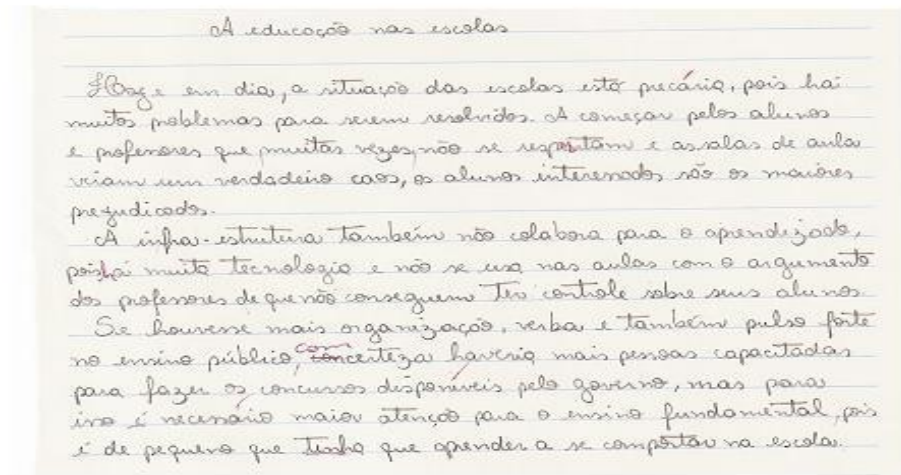 A educação nas escolas
Hoje em dia, a situação das escolas está precária, pois há
muitos problemas para serem resolvidos. A começar pelos alunos
e professores que, muitas vezes, não se respeitam e as salas de aula
viram um verdadeiro caos, os alunos interessados são os maiores
prejudicados.
A infra-estrutura também não colabora para o aprendizado,
pois há muita tecnologia e não se usa nas aulas com o argumento
dos professores de que não conseguem ter controle sobre seus alunos.
Se houvesse mais organização, verba e também pulso forte
no ensino público, com certeza haveria mais pessoas capacitadas
para fazer os concursos disponíveis pelo governo, mas para
isso é necessário maior atenção para o ensino fundamental, pois
é de pequeno que tinha que aprender a se comportar na escola.